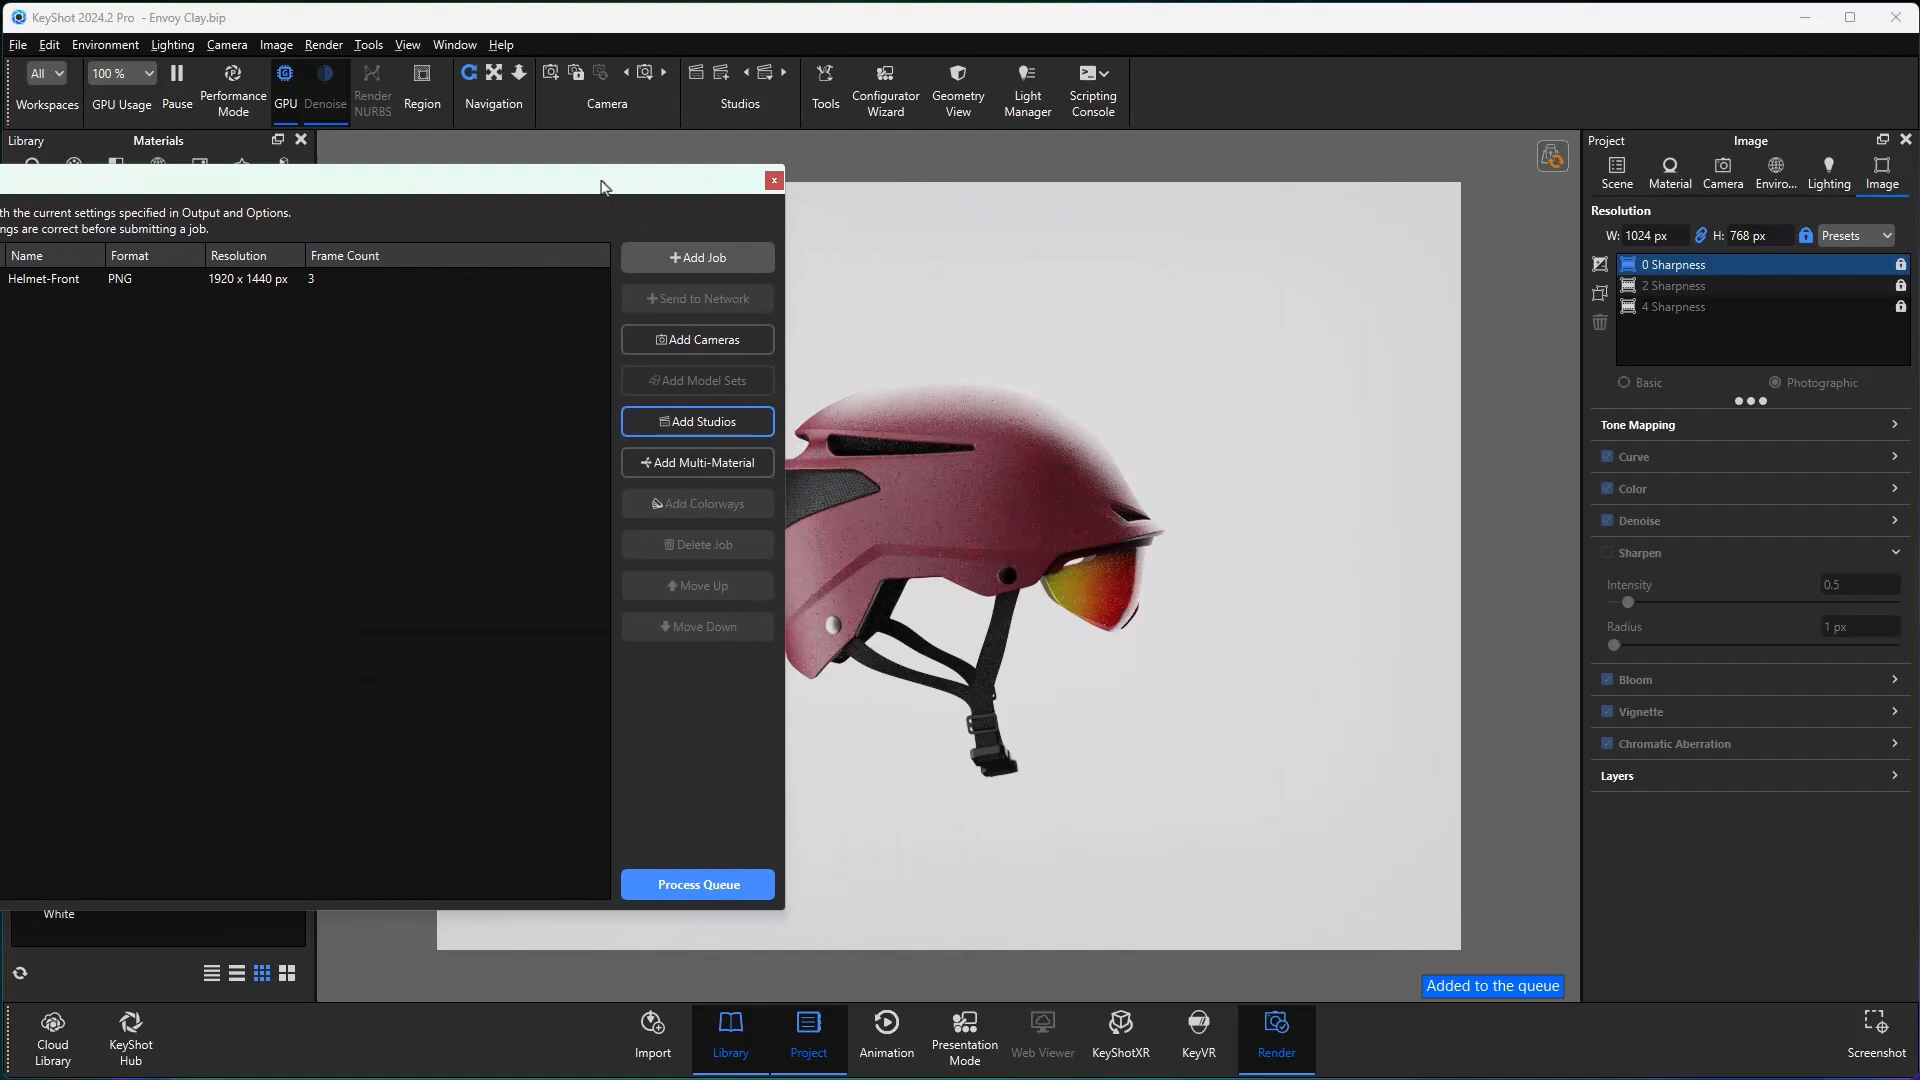 KeyShot 2024.2 Pro - Envoy Clay.bip
File Edit Environment Lighting Camera Image Render Tools View Window Help
All
100 %
Workspaces
GPU Usage
Pause
Performance
Mode
GPU
Denoise
Render
NURBS
Region
Navigation
Camera
Studios
Tools
Configurator
Wizard
Geometry
View
Light
Manager
Scripting
Console
Library
Materials
Project
Image
Scene
Material
Camera
Enviro...
Lighting
Image
th the current settings specified in Output and Options.
ngs are correct before submitting a job.
Name Format Resolution Frame Count
Helmet-Front PNG 1920 x 1440 px 3
Add Job
Send to Network
Add Cameras
Add Model Sets
Add Studios
Add Multi-Material
Add Colorways
Delete Job
Move Up
Move Down
Process Queue
Resolution
W: 1024 px H: 768 px Presets
0 Sharpness
2 Sharpness
4 Sharpness
Basic Photographic
Tone Mapping
Curve
Color
Denoise
Sharpen
Intensity 0.5
Radius 1 px
Bloom
Vignette
Chromatic Aberration
Layers
White
Added to the queue
Cloud
Library
KeyShot
Hub
Import
Library
Project
Animation
Presentation
Mode
Web Viewer
KeyShotXR
KeyVR
Render
Screenshot